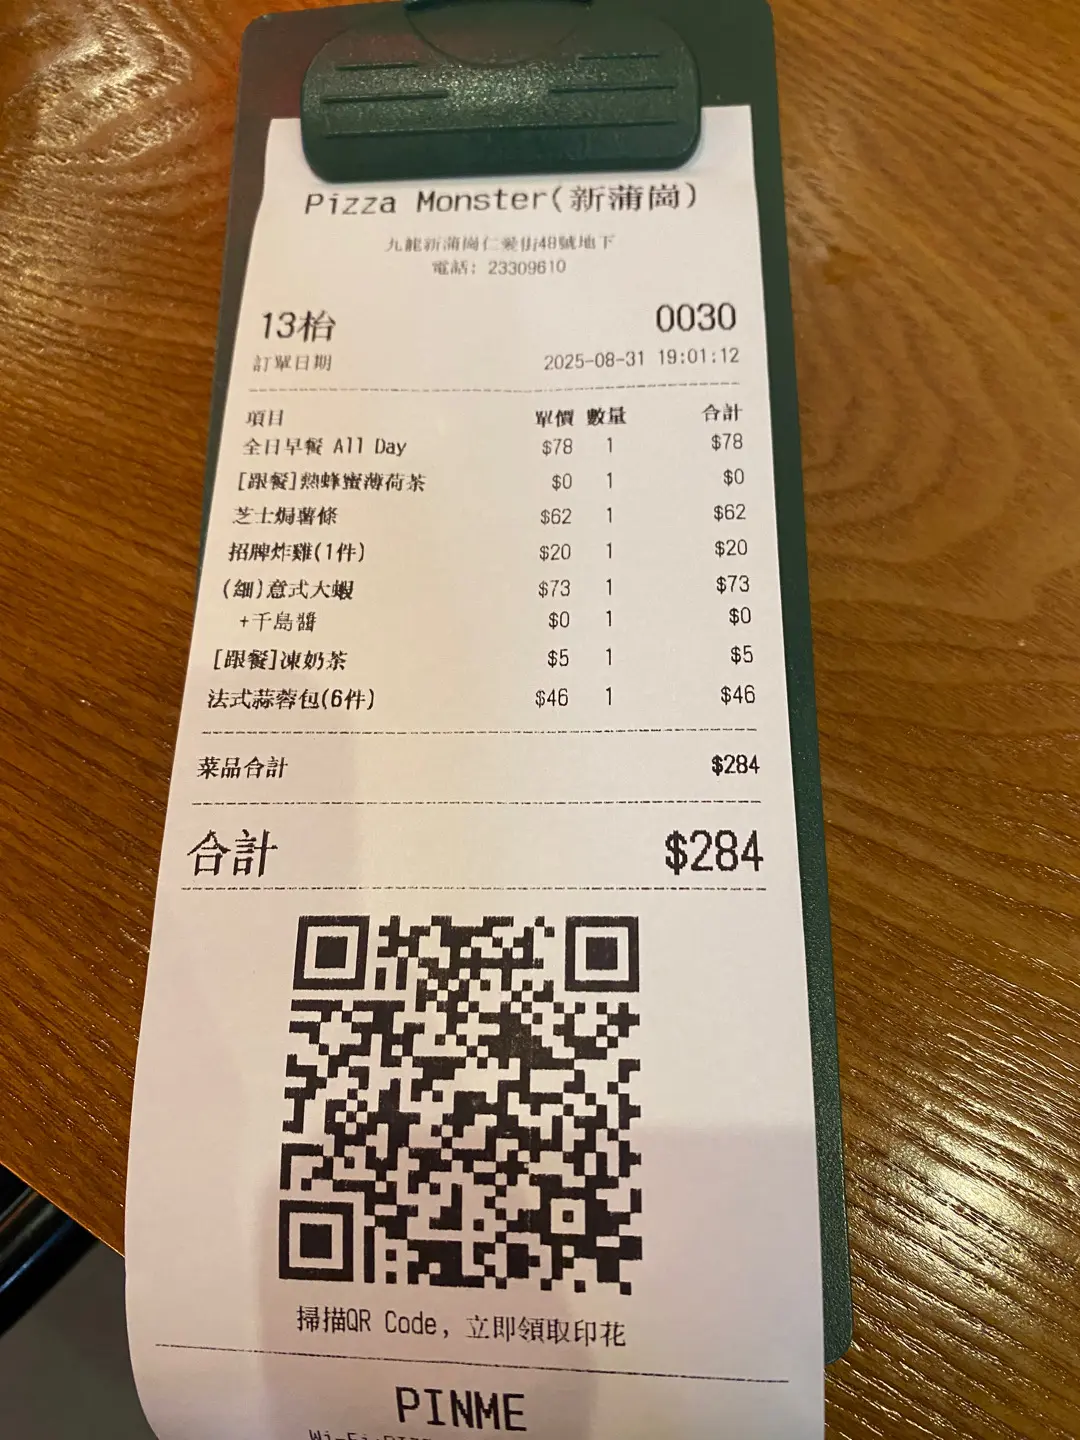 Pizza Monster(新蒲崗)
九龍新蒲崗仁愛街48號地下
電話: 23309610
13枱 0030
訂單日期 2025-08-31 19:01:12
項目 單價 數量 合計
全日早餐 All Day $78 1 $78
[跟餐]熱蜂蜜薄荷茶 $0 1 $0
芝士焗薯條 $62 1 $62
招牌炸雞(1件) $20 1 $20
(細)意式大蝦 $73 1 $73
+千島醬 $0 1 $0
[跟餐]凍奶茶 $5 1 $5
法式蒜蓉包(6件) $46 1 $46
菜品合計 $284
合計 $284
掃描QR Code, 立即領取印花
PINME